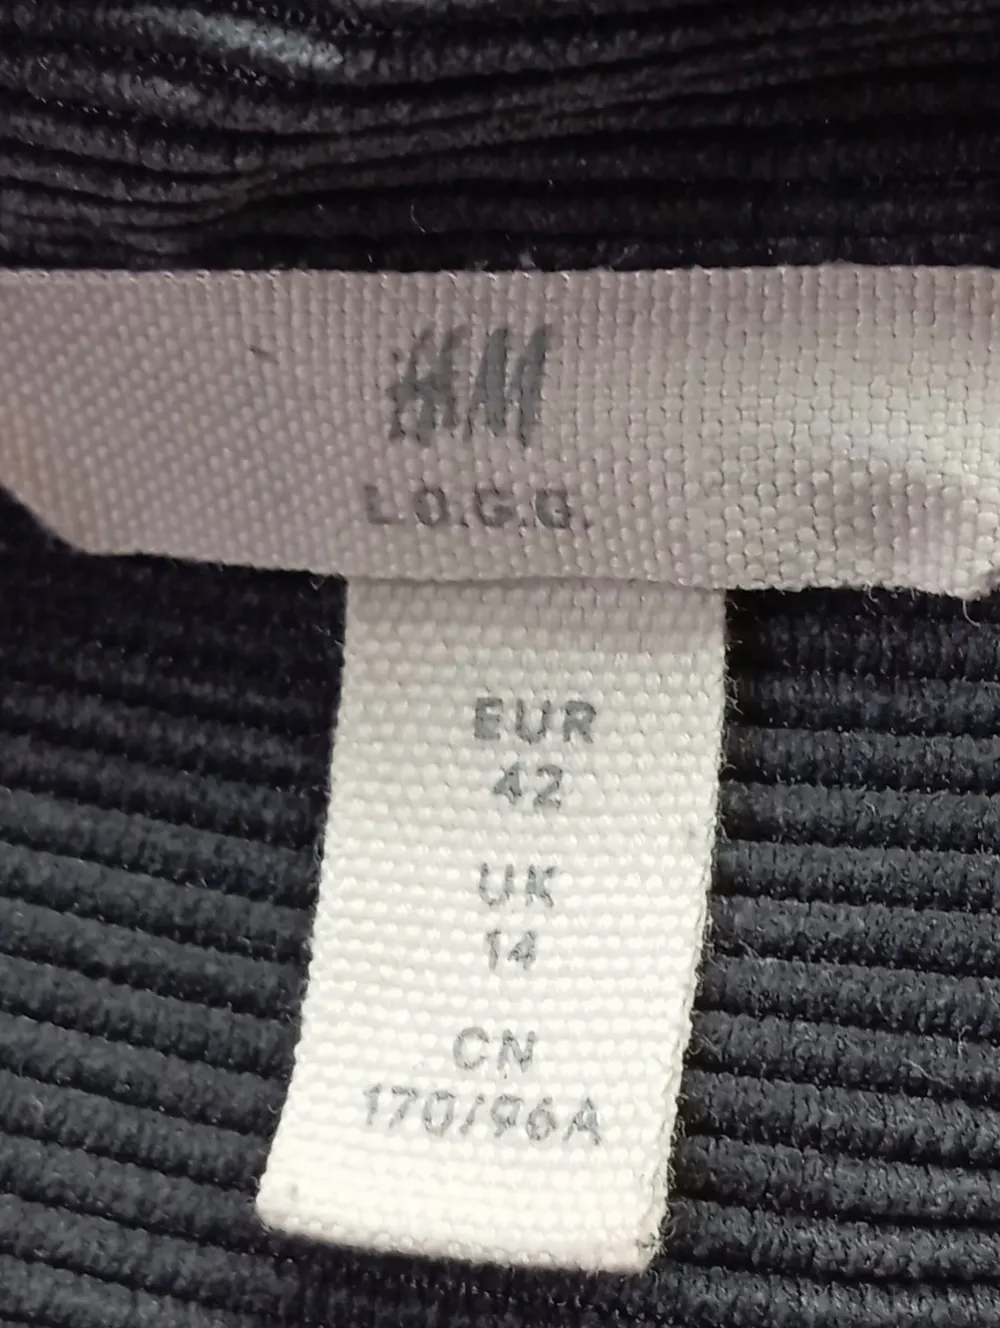 H&M
L.O.G.G.
EUR
42
UK
14
CN
170/96A